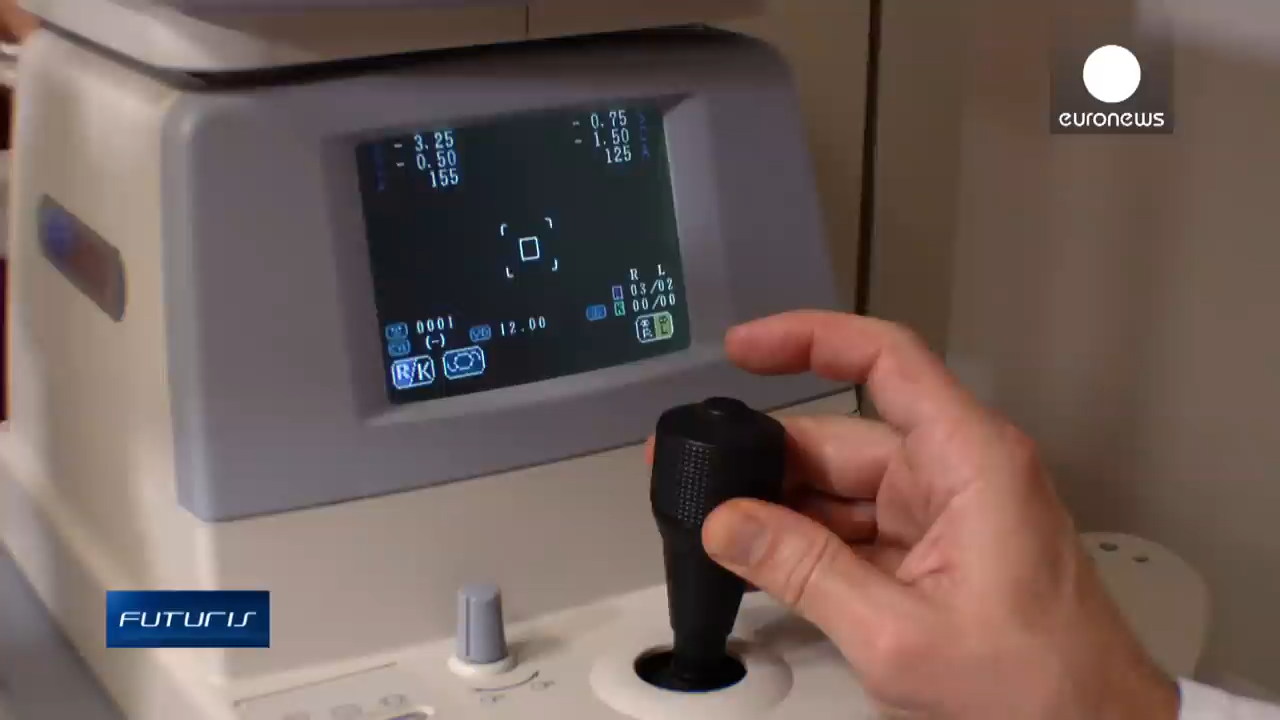 - 3.25
- 0.50
155
- 0.75
- 1.50
125
R L
03/02
00/00
0001
(-)
VD 12.00
R/K
euronews
FUTURIS